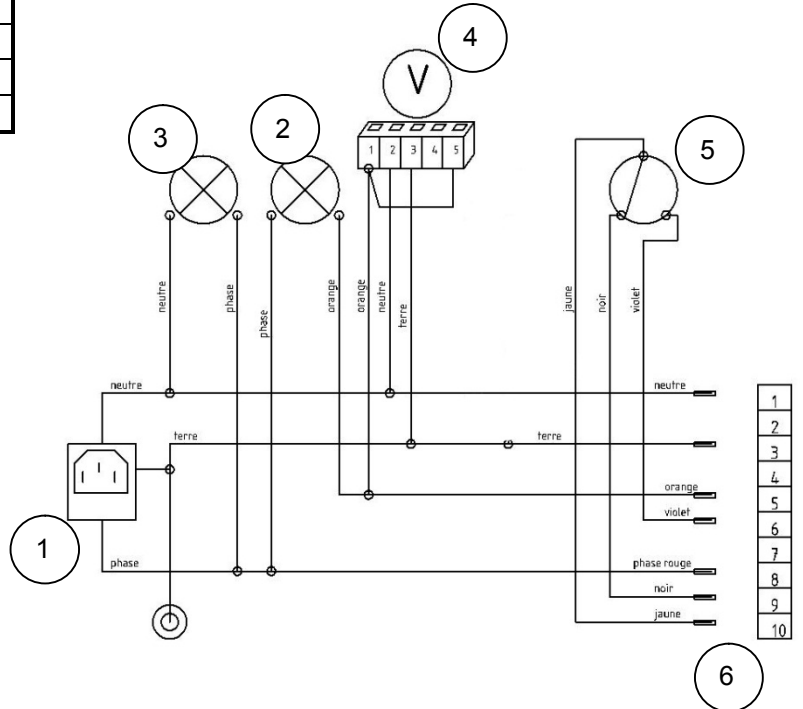 4
V
3
2
5
1 2 3 4 5
neutre
phase
phase
orange
orange
neutre
terre
jaune
noir
violet
neutre
neutre
1
2
terre
terre
3
4
orange
5
violet
6
7
1
phase
phase rouge
8
noir
9
jaune
10
6